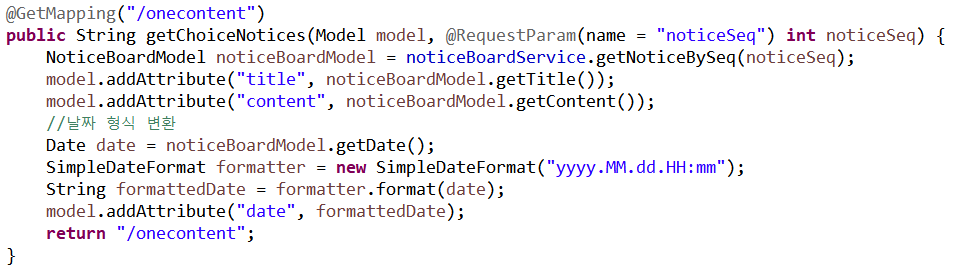 @GetMapping("/onecontent")
public String getChoiceNotices(Model model, @RequestParam(name = "noticeSeq") int noticeSeq) {
    NoticeBoardModel noticeBoardModel = noticeBoardService.getNoticeBySeq(noticeSeq);
    model.addAttribute("title", noticeBoardModel.getTitle());
    model.addAttribute("content", noticeBoardModel.getContent());
    //날짜 형식 변환
    Date date = noticeBoardModel.getDate();
    SimpleDateFormat formatter = new SimpleDateFormat("yyyy.MM.dd.HH:mm");
    String formattedDate = formatter.format(date);
    model.addAttribute("date", formattedDate);
    return "/onecontent";
}